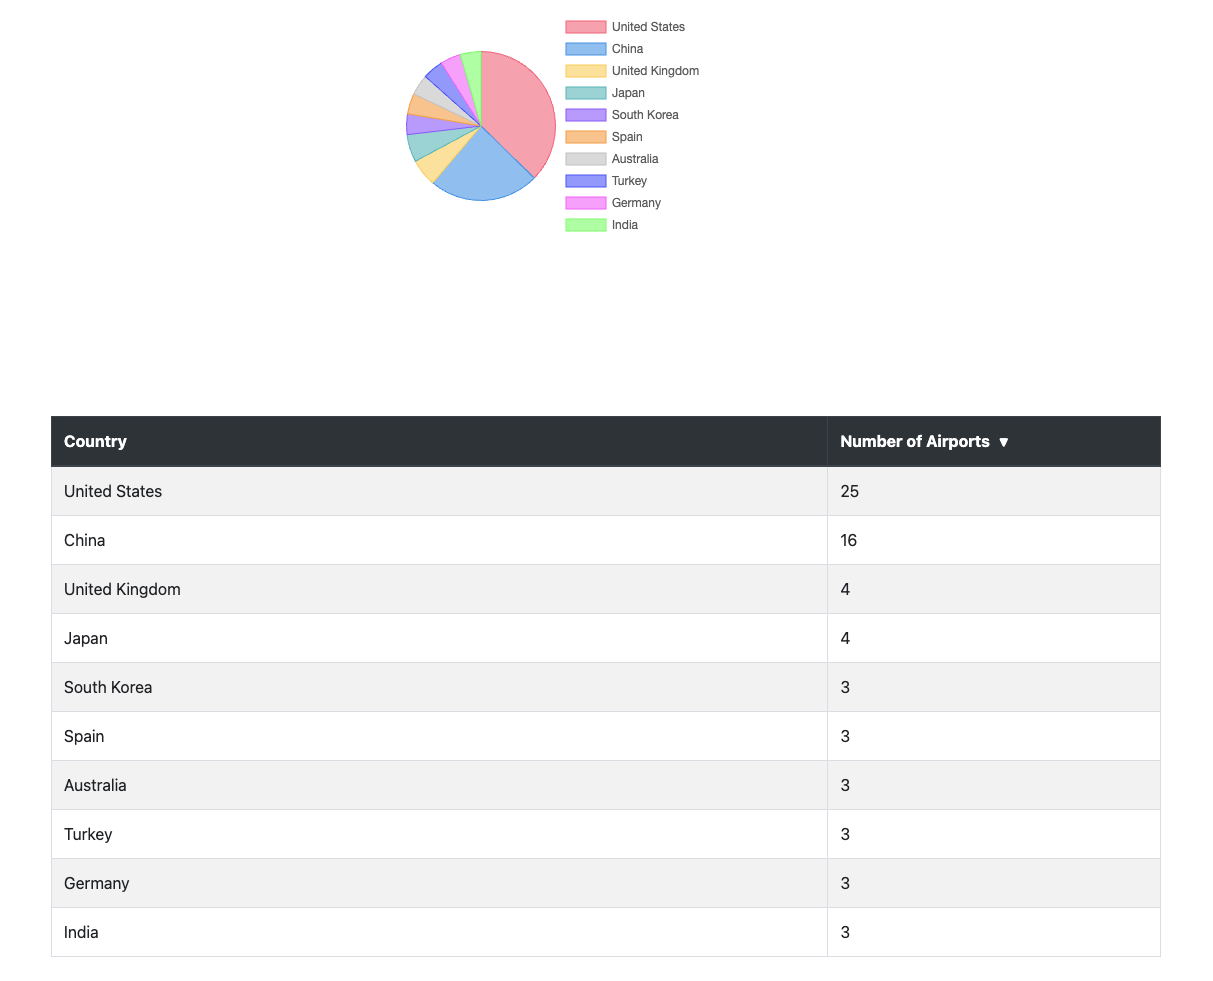 United States
China
United Kingdom
Japan
South Korea
Spain
Australia
Turkey
Germany
India
Country Number of Airports ▼
United States 25
China 16
United Kingdom 4
Japan 4
South Korea 3
Spain 3
Australia 3
Turkey 3
Germany 3
India 3